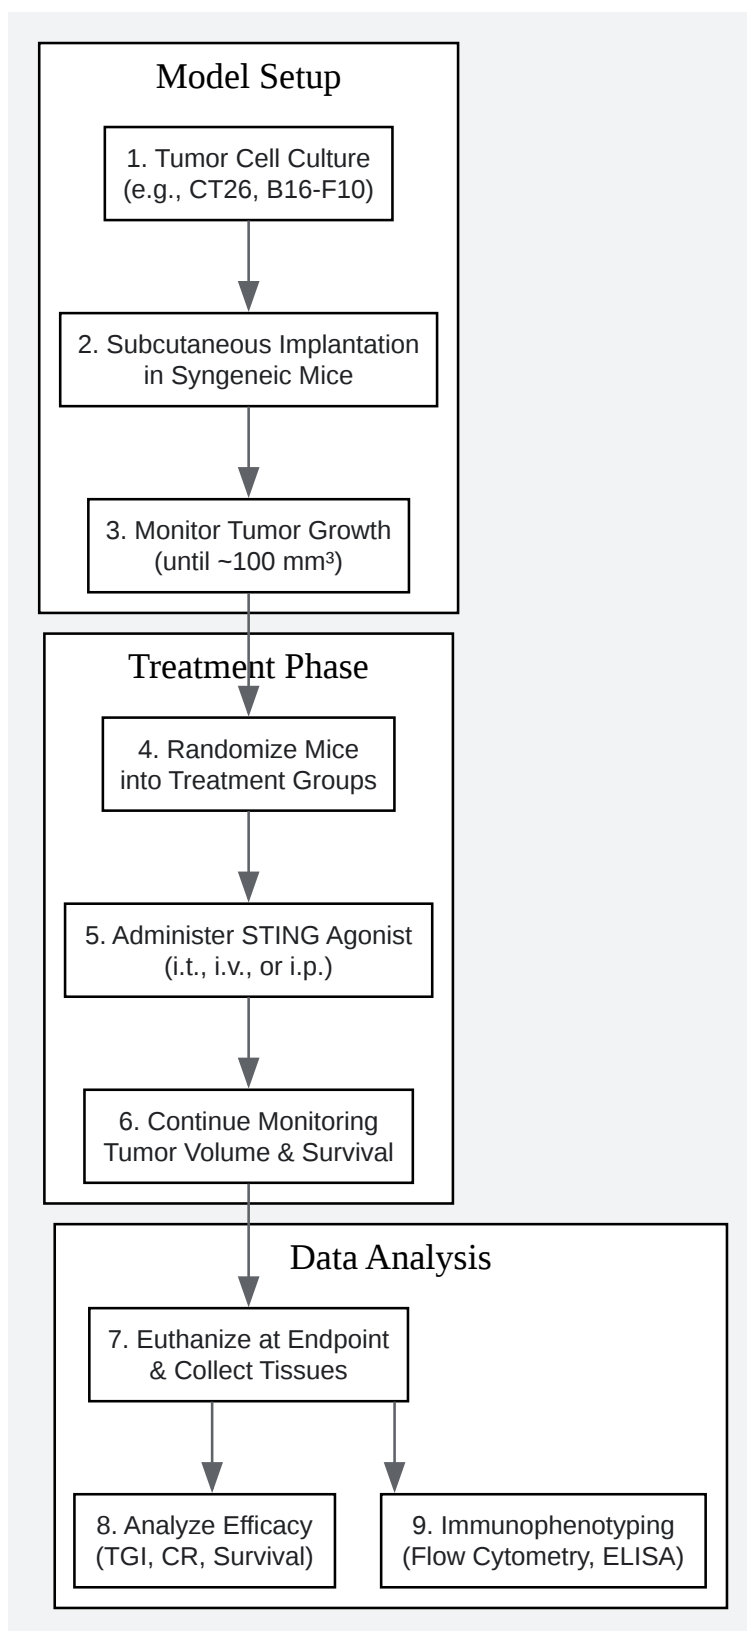 Model Setup
1. Tumor Cell Culture
(e.g., CT26, B16-F10)
2. Subcutaneous Implantation
in Syngeneic Mice
3. Monitor Tumor Growth
(until ~100 mm³)
Treatment Phase
4. Randomize Mice
into Treatment Groups
5. Administer STING Agonist
(i.t., i.v., or i.p.)
6. Continue Monitoring
Tumor Volume & Survival
Data Analysis
7. Euthanize at Endpoint
& Collect Tissues
8. Analyze Efficacy
(TGI, CR, Survival)
9. Immunophenotyping
(Flow Cytometry, ELISA)